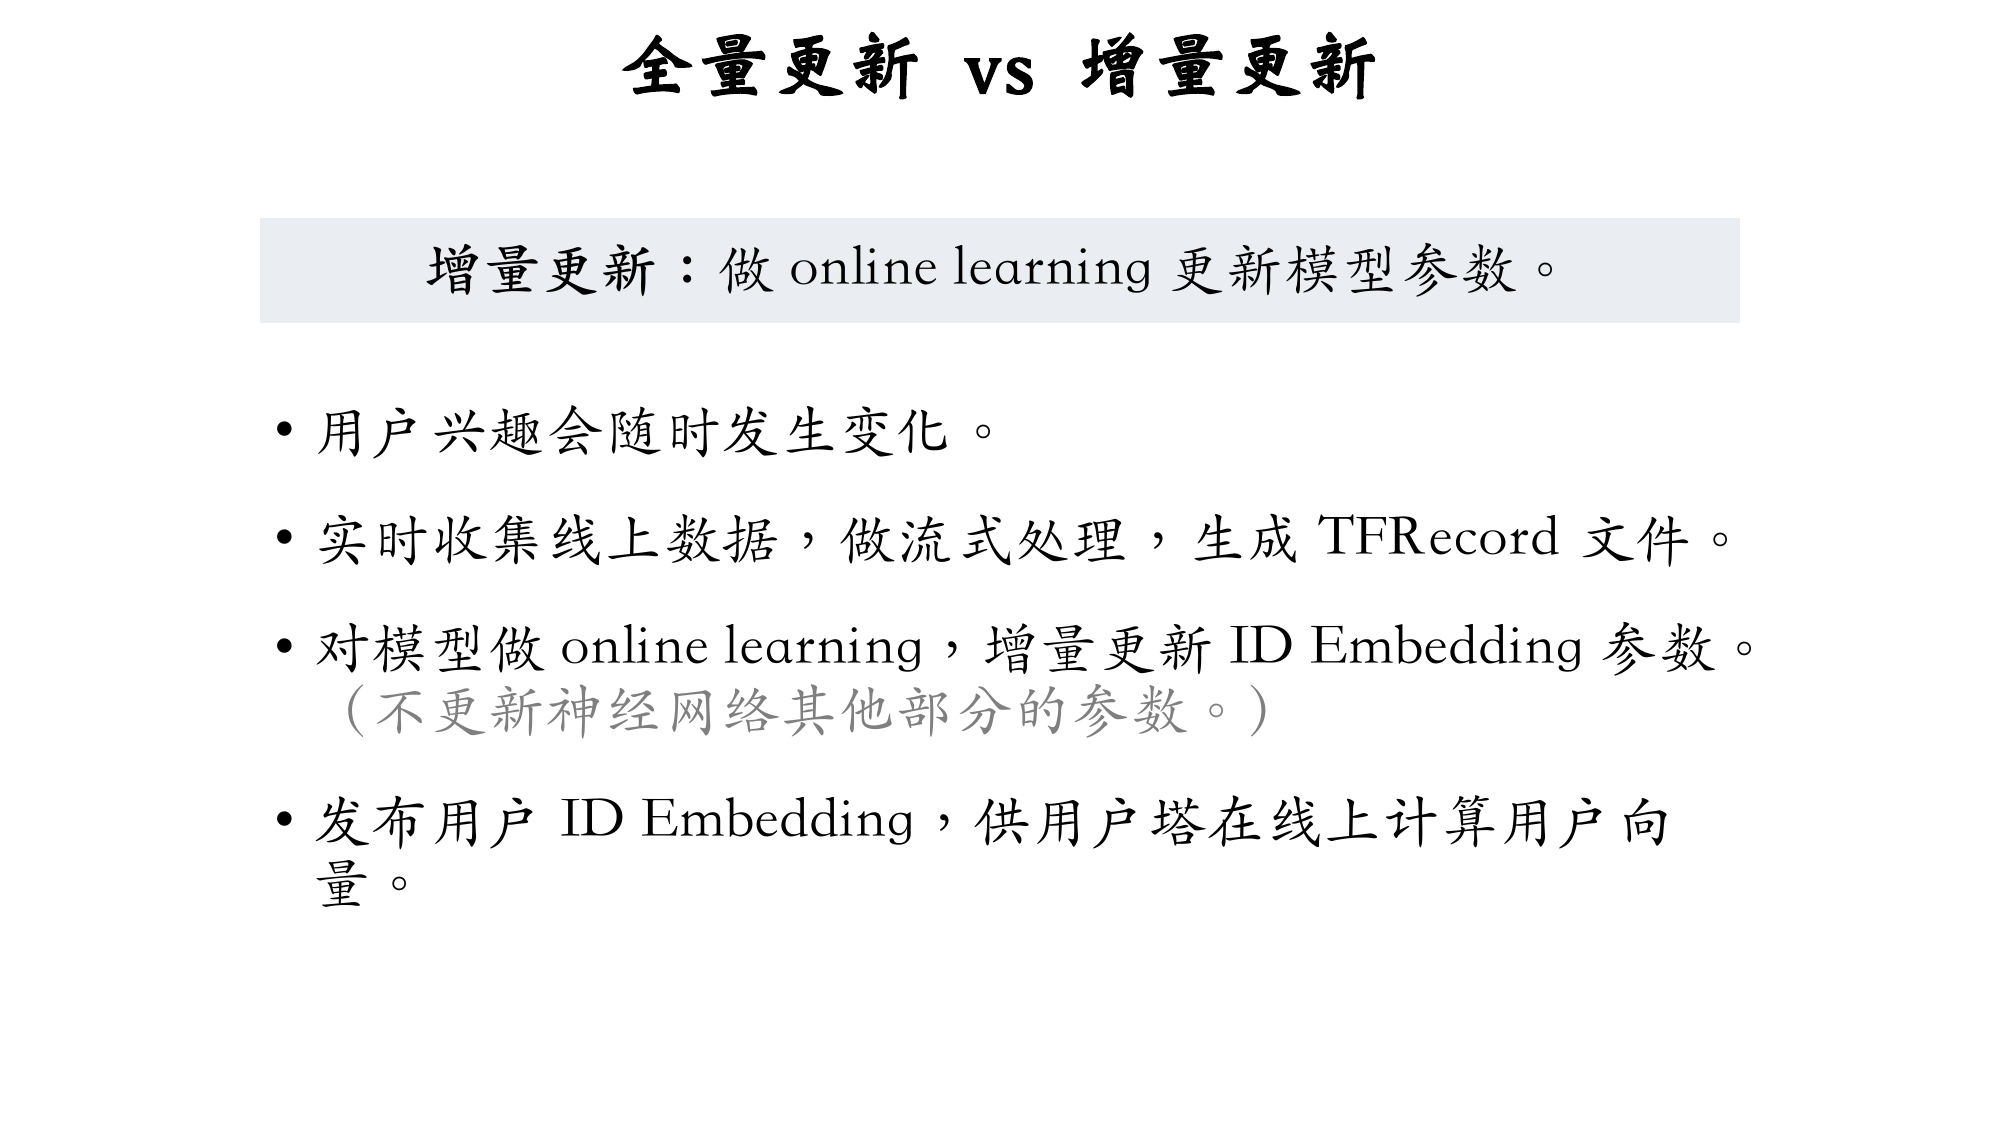 全量更新 vs 增量更新
增量更新：做 online learning 更新模型参数。
• 用户兴趣会随时发生变化。
• 实时收集线上数据，做流式处理，生成 TFRecord 文件。
• 对模型做 online learning，增量更新 ID Embedding 参数。
（不更新神经网络其他部分的参数。）
• 发布用户 ID Embedding，供用户塔在线上计算用户向
量。